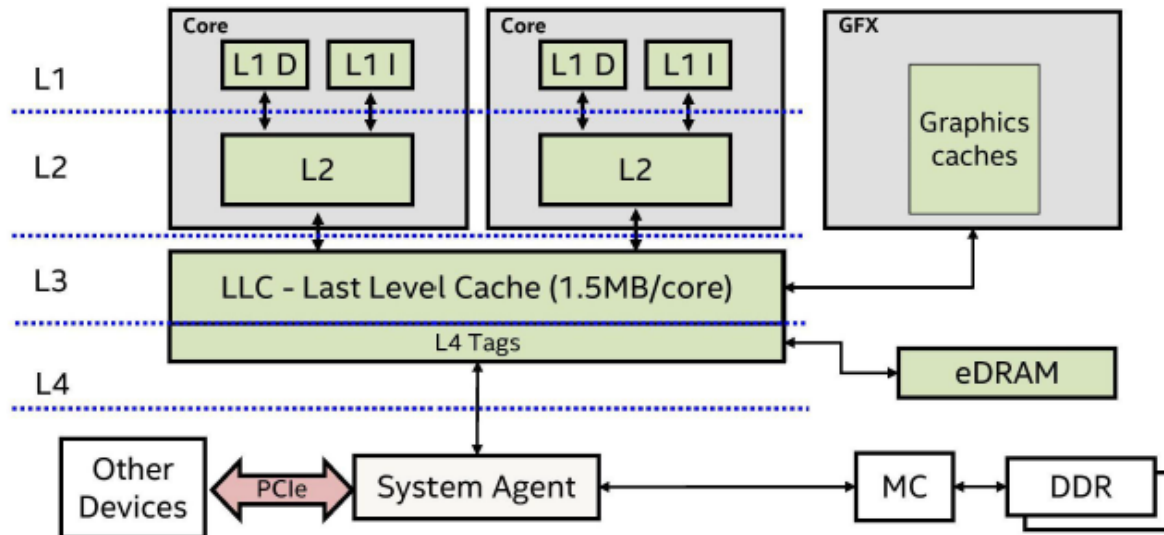 Core
Core
GFX
L1
L1 D
L1 I
L1 D
L1 I
Graphics
caches
L2
L2
L2
L3
LLC - Last Level Cache (1.5MB/core)
L4 Tags
L4
eDRAM
Other
Devices
PCIe
System Agent
MC
DDR